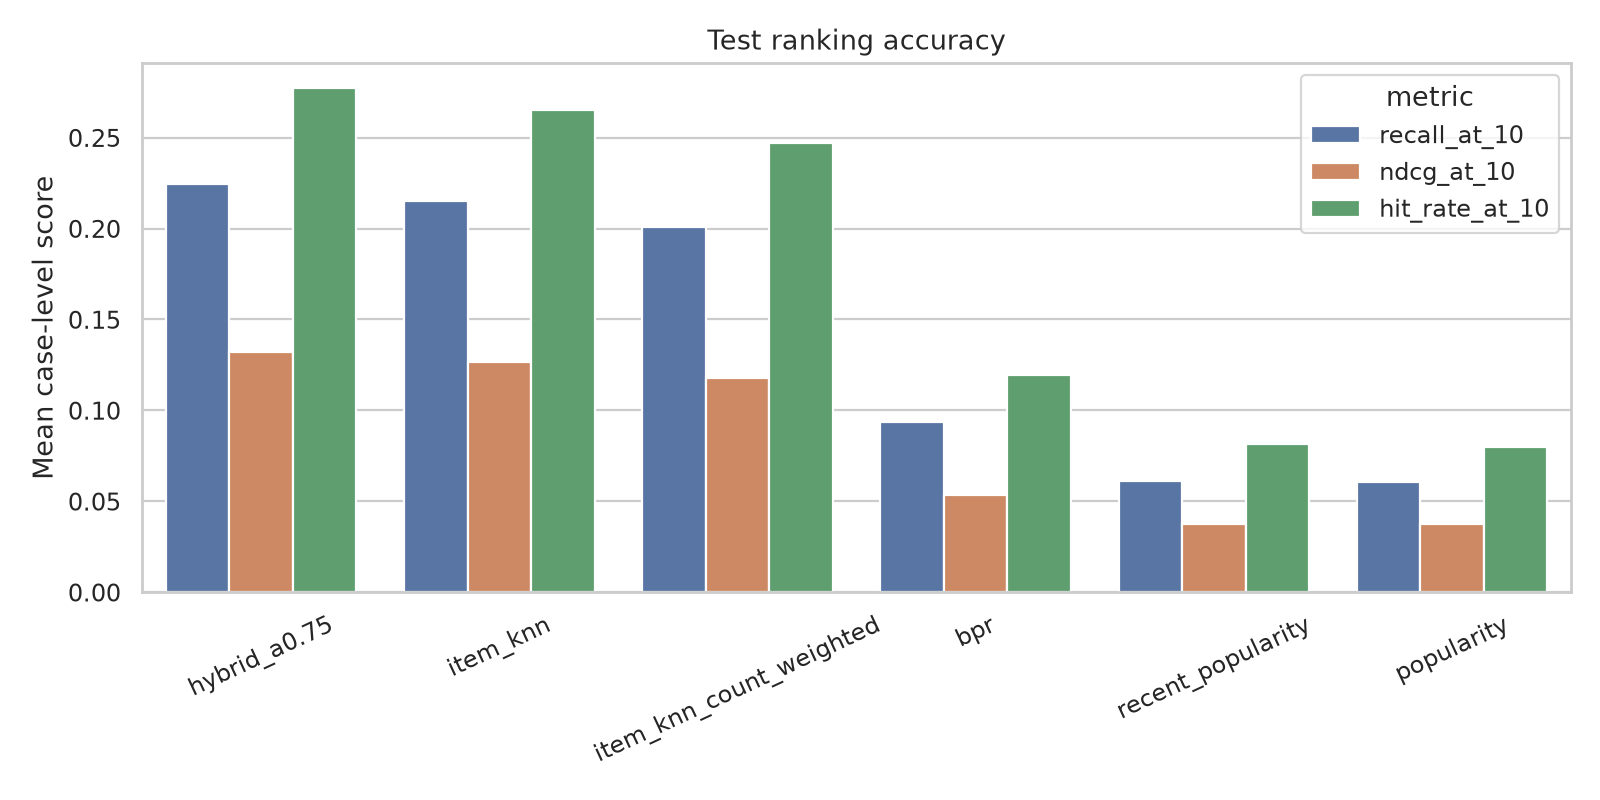 Test ranking accuracy
Mean case-level score
0.25
0.20
0.15
0.10
0.05
0.00
metric
recall_at_10
ndcg_at_10
hit_rate_at_10
hybrid_a0.75
item_knn
item_knn_count_weighted
bpr
recent_popularity
popularity